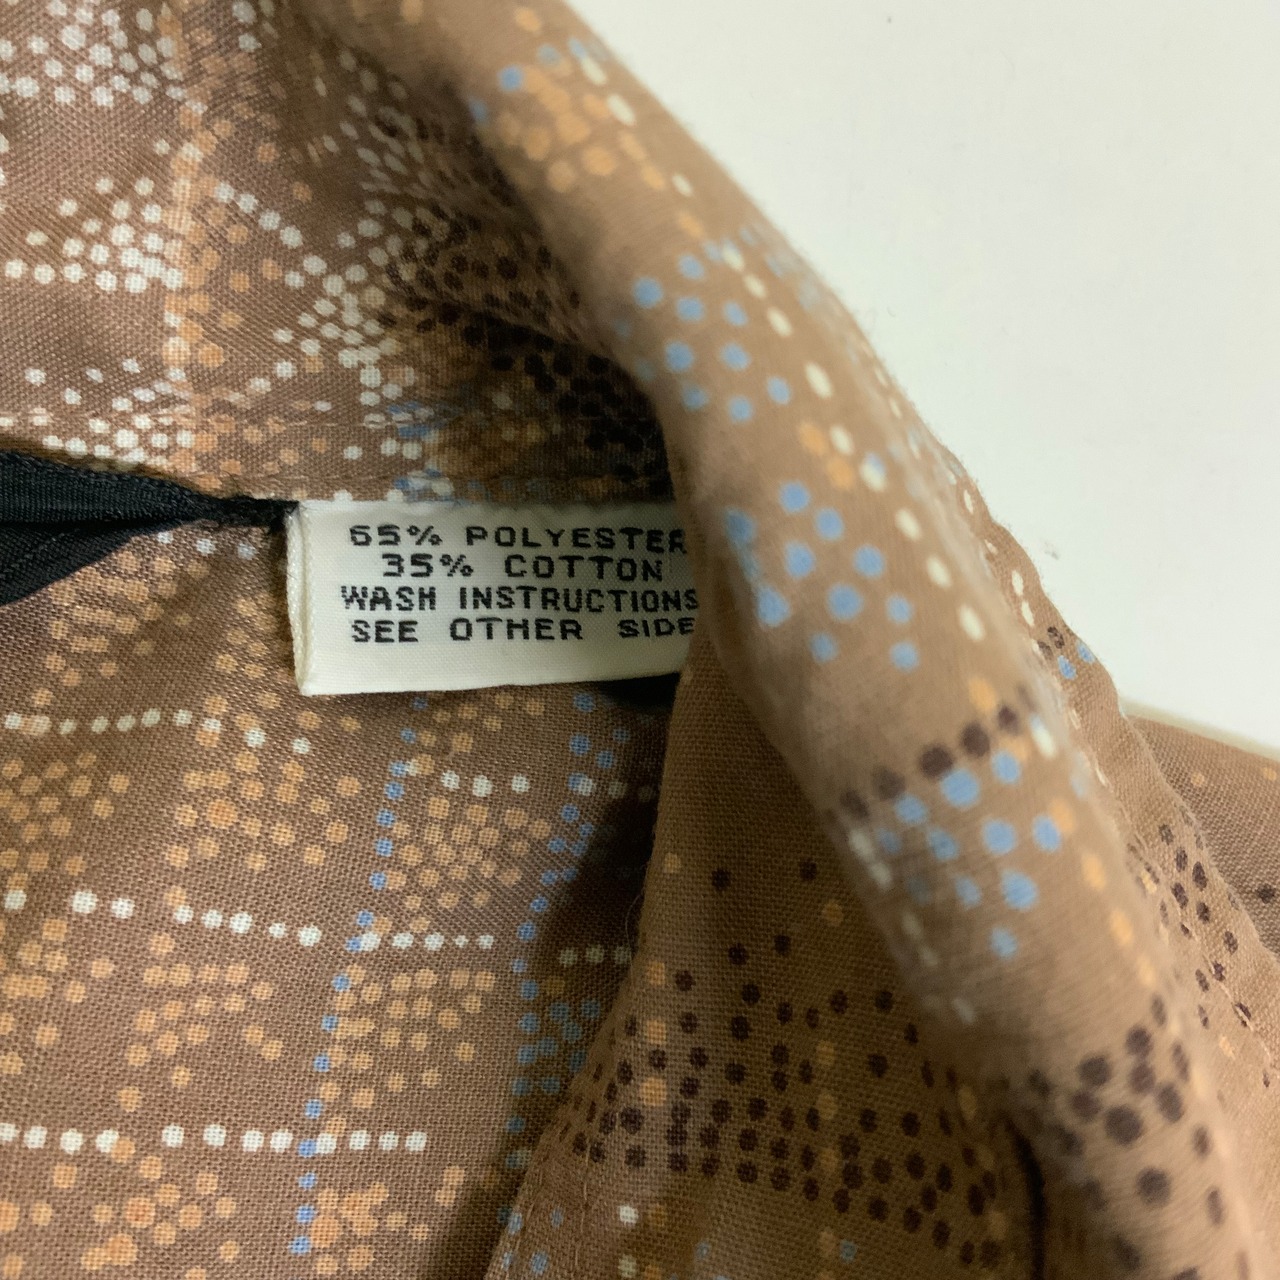 65% POLYESTER
35% COTTON
WASH INSTRUCTIONS
SEE OTHER SIDE